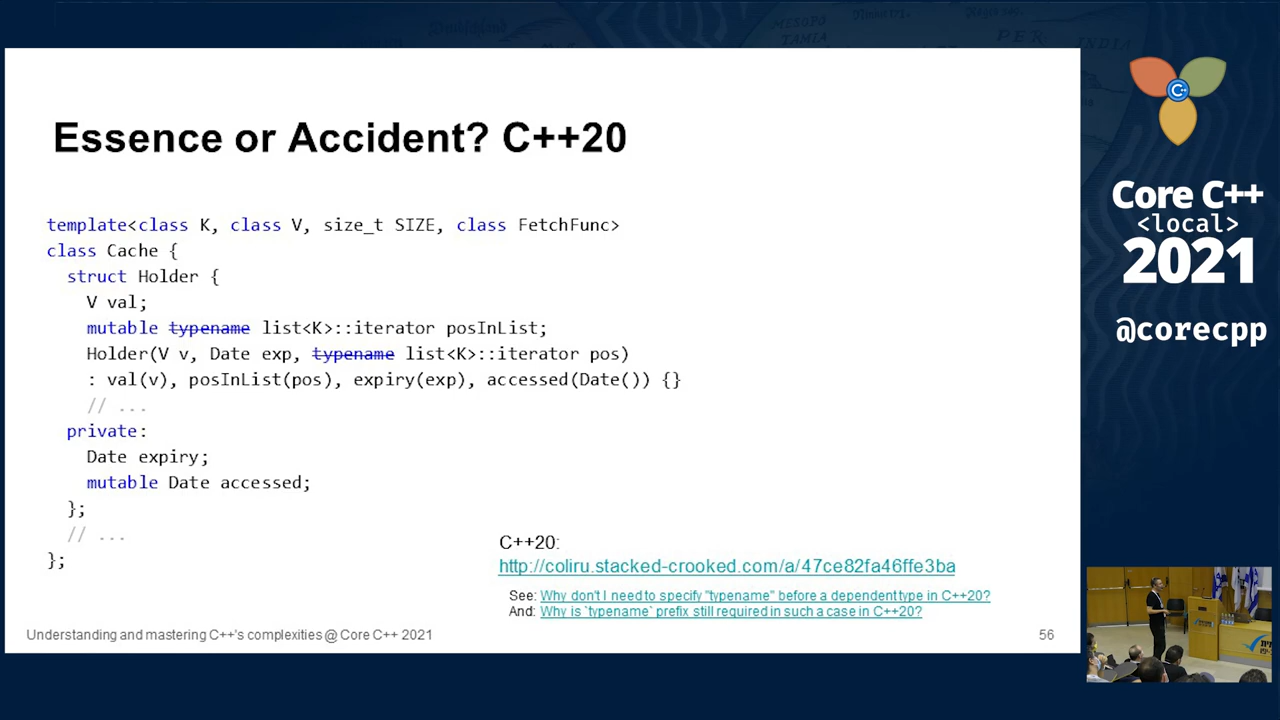 MESOPO
TAMIA
PER
INDIA
Essence or Accident? C++20
template<class K, class V, size_t SIZE, class FetchFunc>
class Cache {
struct Holder {
V val;
mutable typename list<K>::iterator posInList;
Holder(V v, Date exp, typename list<K>::iterator pos)
: val(v), posInList(pos), expiry(exp), accessed(Date()) {}
// ...
private:
Date expiry;
mutable Date accessed;
};
// ...
};
C++20:
http://coliru.stacked-crooked.com/a/47ce82fa46ffe3ba
See: Why don't I need to specify "typename" before a dependent type in C++20?
And: Why is `typename` prefix still required in such a case in C++20?
Understanding and mastering C++'s complexities @ Core C++ 2021
56
C++
Core C++
<local>
2021
@corecpp